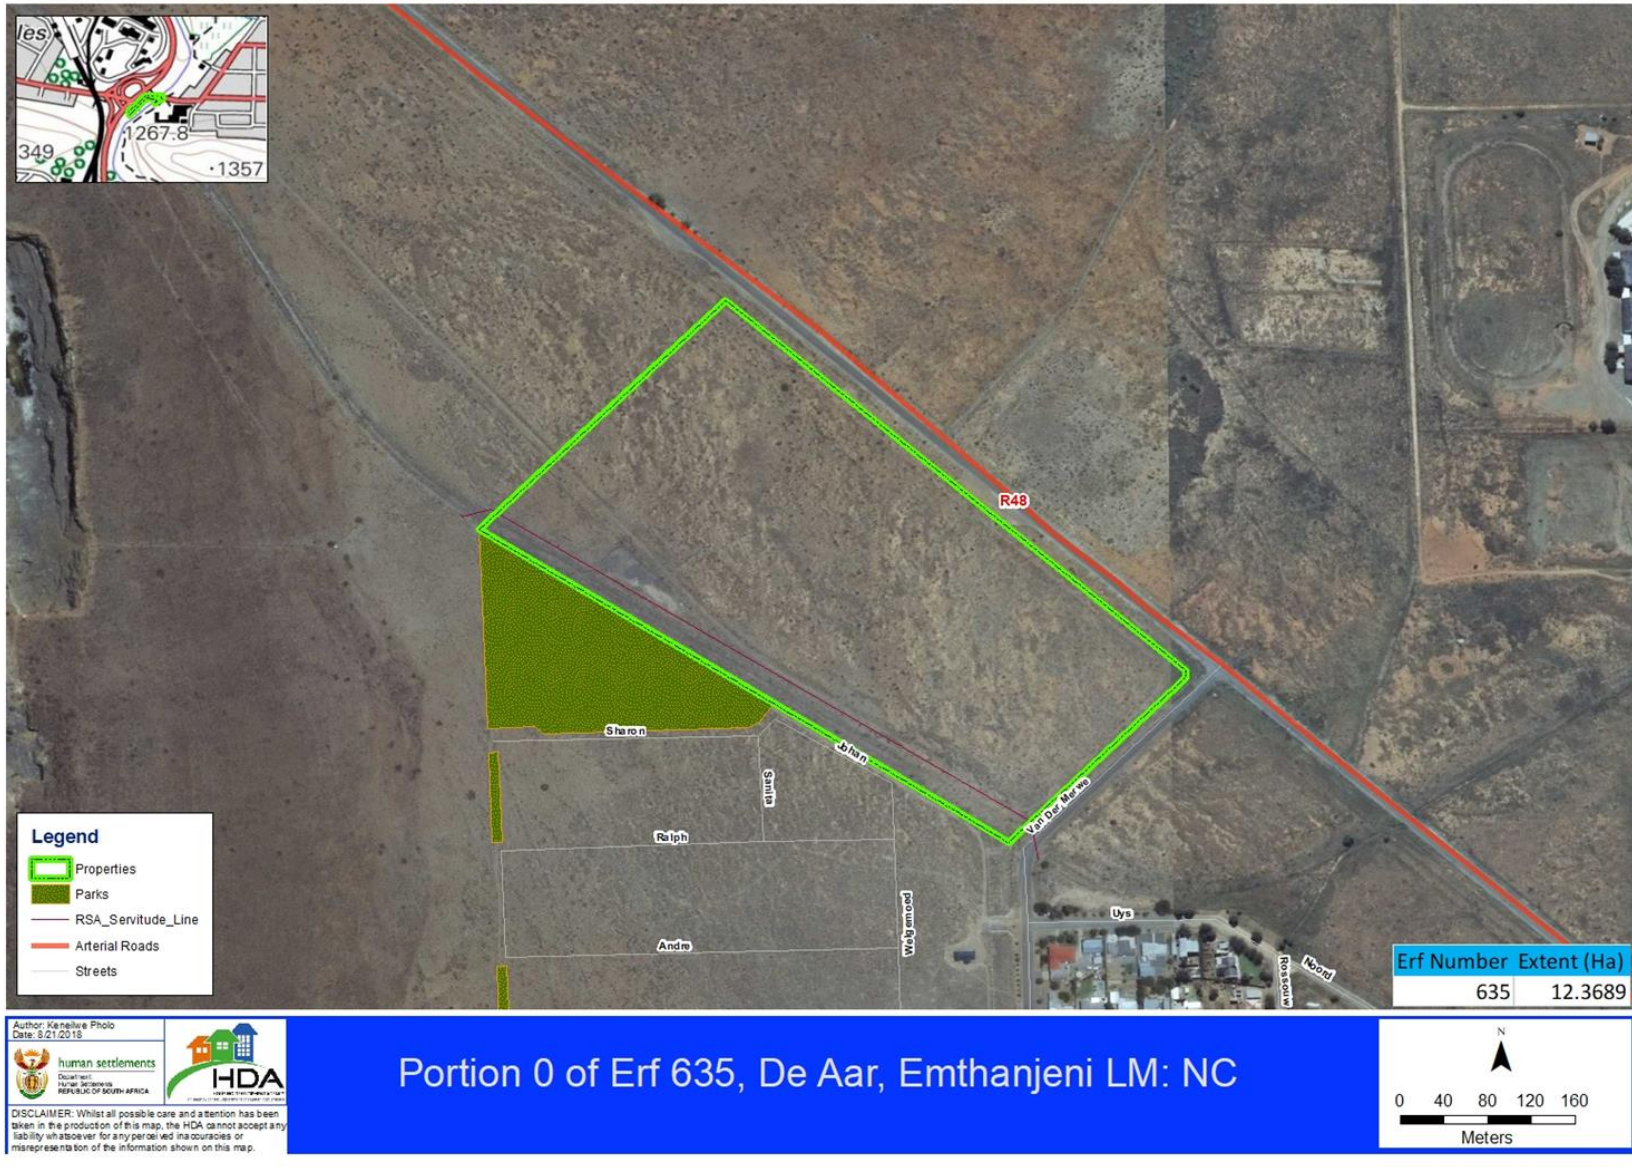 les
1267.8
349
1357
R48
Sharon
Johan
Sanita
Van Der Merwe
Ralph
Welgemoed
Andre
Uys
Rossouw
Noord
Legend
Properties
Parks
RSA_Servitude_Line
Arterial Roads
Streets
Erf Number Extent (Ha)
635 12.3689
Author: Keneilwe Pholo
Date: 8/21/2018
human settlements
Department:
Human Settlements
REPUBLIC OF SOUTH AFRICA
HDA
DISCLAIMER: Whilst all possible care and attention has been
taken in the production of this map, the HDA cannot accept any
liability whatsoever for any perceived inaccuracies or
misrepresentation of the information shown on this map.
Portion 0 of Erf 635, De Aar, Emthanjeni LM: NC
N
0 40 80 120 160
Meters